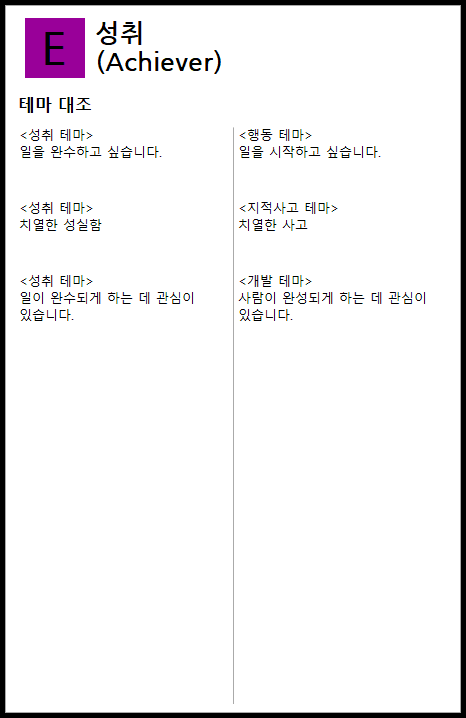 E
성취
(Achiever)
테마 대조
<성취 테마>
일을 완수하고 싶습니다.
<행동 테마>
일을 시작하고 싶습니다.
<성취 테마>
치열한 성실함
<지적사고 테마>
치열한 사고
<성취 테마>
일이 완수되게 하는 데 관심이
있습니다.
<개발 테마>
사람이 완성되게 하는 데 관심이
있습니다.